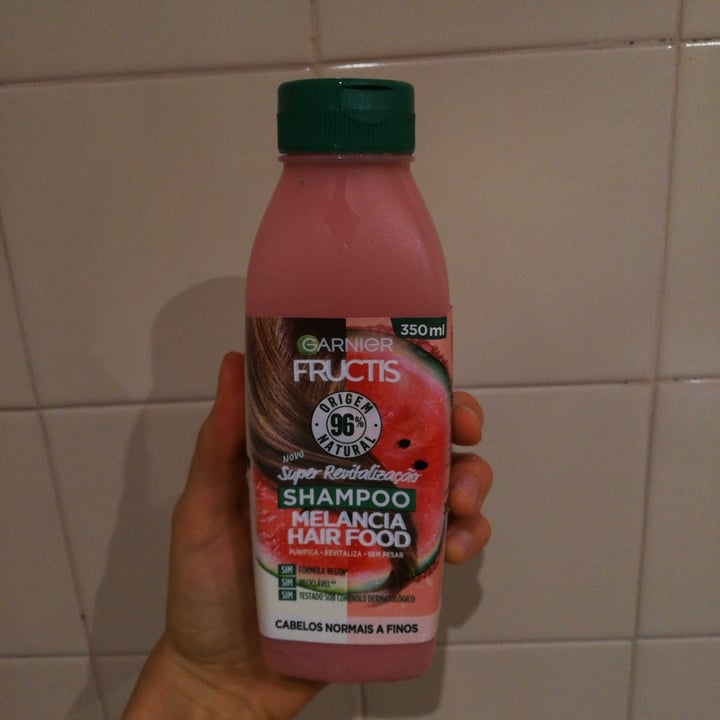 350 ml
GARNIER
FRUCTIS
ORIGEM
96%
NATURAL
NOVO
Super Revitalização
SHAMPOO
MELANCIA
HAIR FOOD
PURIFICA • REVITALIZA • SEM PESAR
SIM FÓRMULA VEGAN*
SIM RECICLÁVEL**
SIM TESTADO SOB CONTROLO DERMATOLÓGICO
CABELOS NORMAIS A FINOS